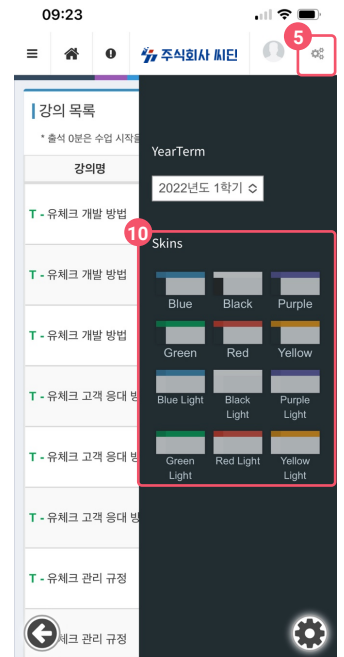 09:23
5
주식회사 씨드
강의 목록
* 출석 0분은 수업 시작을
강의명
YearTerm
2022년도 1학기
T - 유체크 개발 방법
10
Skins
T - 유체크 개발 방법
Blue Black Purple
T - 유체크 개발 방법
Green Red Yellow
T - 유체크 고객 응대 방
Blue Light Black Light Purple Light
T - 유체크 고객 응대 방
Green Light Red Light Yellow Light
T - 유체크 고객 응대 방
T - 유체크 관리 규정
체크 관리 규정